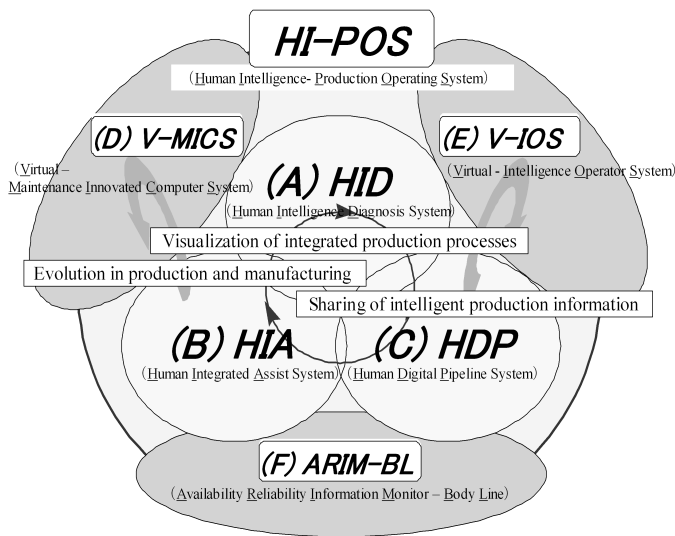 HI-POS
(Human Intelligence- Production Operating System)
(D) V-MICS
(E) V-IOS
(Virtual –
Maintenance Innovated Computer System)
(Virtual - Intelligence Operator System)
(A) HID
(Human Intelligence Diagnosis System)
Visualization of integrated production processes
Evolution in production and manufacturing
Sharing of intelligent production information
(B) HIA
(Human Integrated Assist System)
(C) HDP
(Human Digital Pipeline System)
(F) ARIM-BL
(Availability Reliability Information Monitor – Body Line)